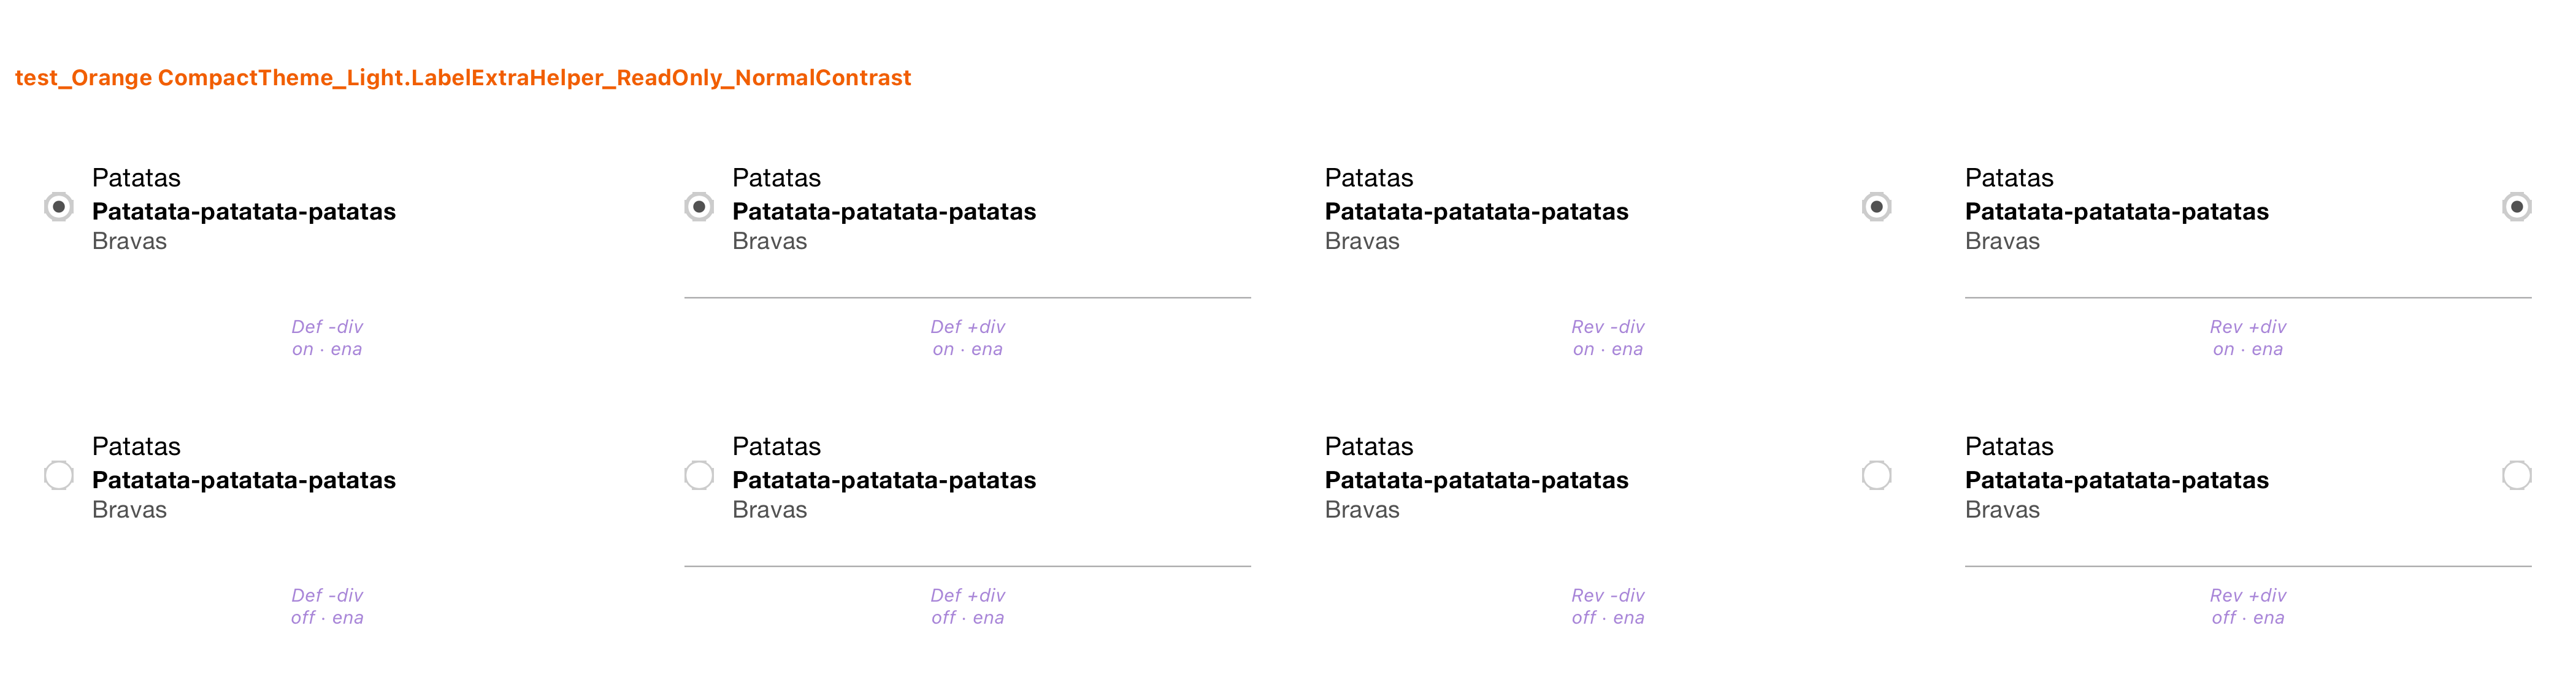 test_Orange CompactTheme_Light.LabelExtraHelper_ReadOnly_NormalContrast
Patatas
Patatata-patatata-patatas
Bravas
Def -div
on · ena
Patatas
Patatata-patatata-patatas
Bravas
Def +div
on · ena
Patatas
Patatata-patatata-patatas
Bravas
Rev -div
on · ena
Patatas
Patatata-patatata-patatas
Bravas
Rev +div
on · ena
Patatas
Patatata-patatata-patatas
Bravas
Def -div
off · ena
Patatas
Patatata-patatata-patatas
Bravas
Def +div
off · ena
Patatas
Patatata-patatata-patatas
Bravas
Rev -div
off · ena
Patatas
Patatata-patatata-patatas
Bravas
Rev +div
off · ena